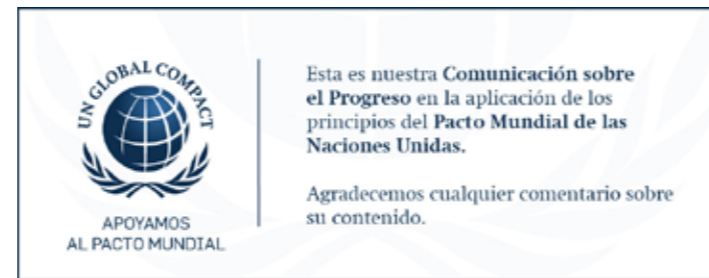 UN GLOBAL COMPACT
APOYAMOS
AL PACTO MUNDIAL
Esta es nuestra Comunicación sobre
el Progreso en la aplicación de los
principios del Pacto Mundial de las
Naciones Unidas.
Agradecemos cualquier comentario sobre
su contenido.